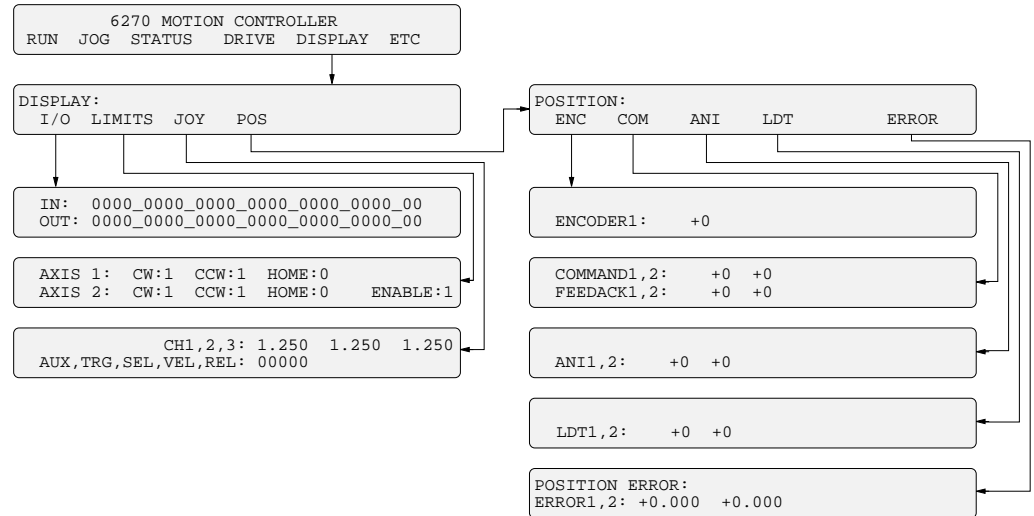 6270 MOTION CONTROLLER
RUN JOG STATUS DRIVE DISPLAY ETC
DISPLAY:
I/O LIMITS JOY POS
IN: 0000_0000_0000_0000_0000_0000_00
OUT: 0000_0000_0000_0000_0000_0000_00
AXIS 1: CW:1 CCW:1 HOME:0
AXIS 2: CW:1 CCW:1 HOME:0 ENABLE:1
CH1,2,3: 1.250 1.250 1.250
AUX,TRG,SEL,VEL,REL: 00000
POSITION:
ENC COM ANI LDT ERROR
ENCODER1: +0
COMMAND1,2: +0 +0
FEEDACK1,2: +0 +0
ANI1,2: +0 +0
LDT1,2: +0 +0
POSITION ERROR:
ERROR1,2: +0.000 +0.000